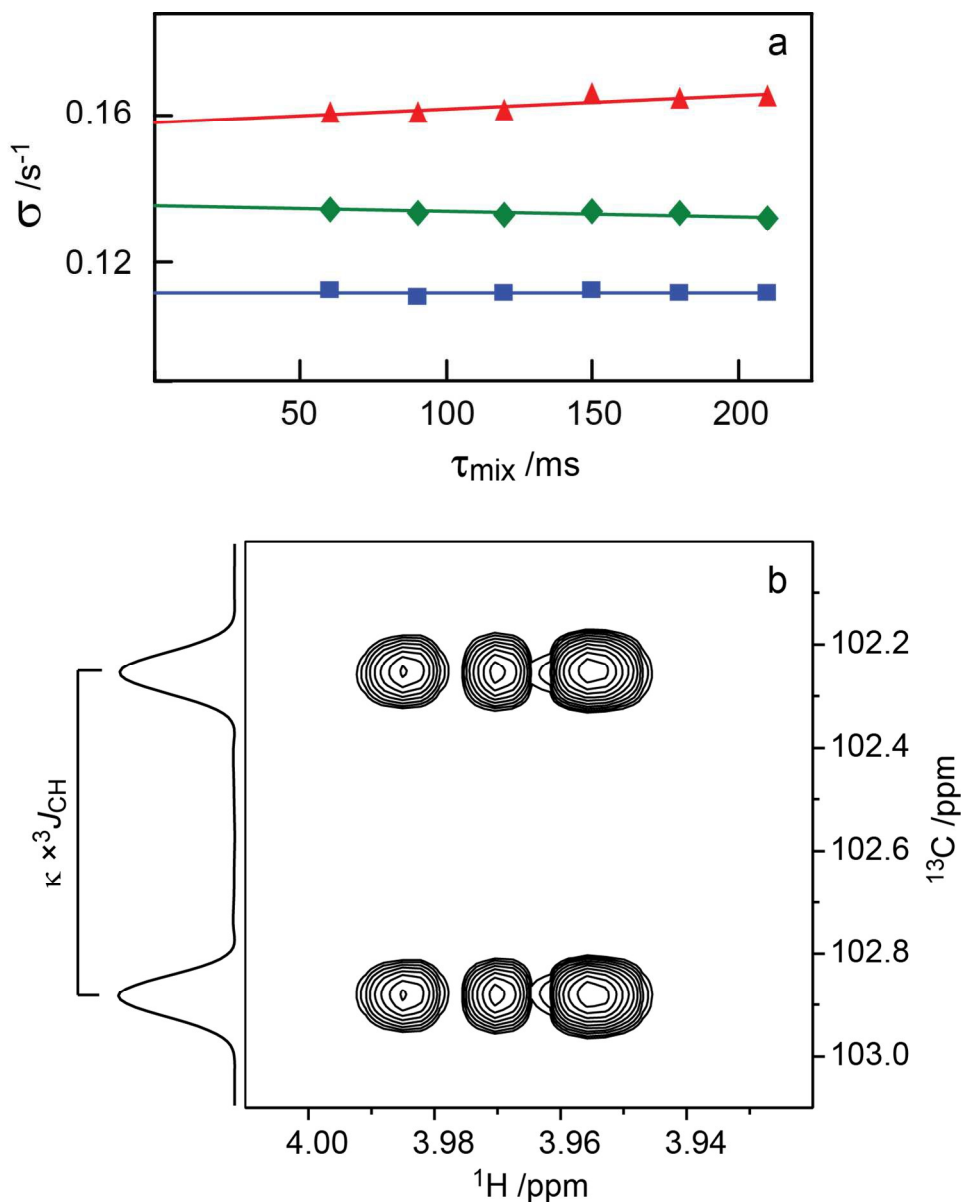 a
0.16
0.12
σ /s⁻¹
50 100 150 200
τmix /ms
b
κ ×³JCH
102.2
102.4
102.6
102.8
103.0
¹³C /ppm
4.00 3.98 3.96 3.94
¹H /ppm